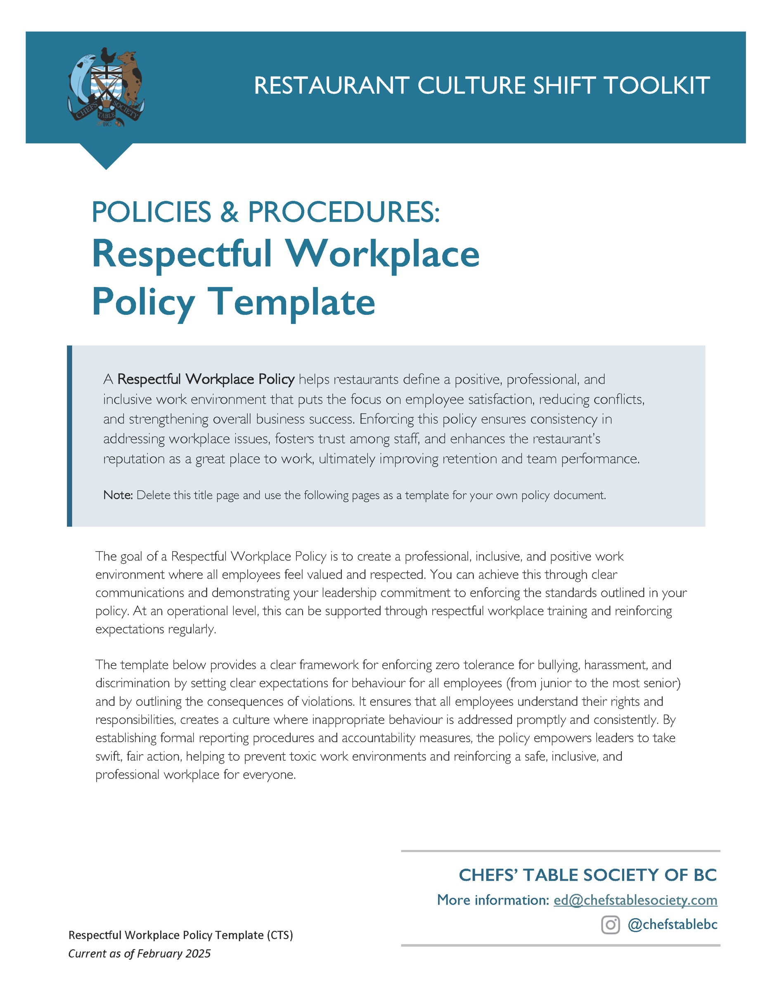 CHEFS TABLE SOCIETY
BC
RESTAURANT CULTURE SHIFT TOOLKIT
POLICIES & PROCEDURES:
Respectful Workplace
Policy Template
A Respectful Workplace Policy helps restaurants define a positive, professional, and
inclusive work environment that puts the focus on employee satisfaction, reducing conflicts,
and strengthening overall business success. Enforcing this policy ensures consistency in
addressing workplace issues, fosters trust among staff, and enhances the restaurant’s
reputation as a great place to work, ultimately improving retention and team performance.
Note: Delete this title page and use the following pages as a template for your own policy document.
The goal of a Respectful Workplace Policy is to create a professional, inclusive, and positive work
environment where all employees feel valued and respected. You can achieve this through clear
communications and demonstrating your leadership commitment to enforcing the standards outlined in your
policy. At an operational level, this can be supported through respectful workplace training and reinforcing
expectations regularly.
The template below provides a clear framework for enforcing zero tolerance for bullying, harassment, and
discrimination by setting clear expectations for behaviour for all employees (from junior to the most senior)
and by outlining the consequences of violations. It ensures that all employees understand their rights and
responsibilities, creates a culture where inappropriate behaviour is addressed promptly and consistently. By
establishing formal reporting procedures and accountability measures, the policy empowers leaders to take
swift, fair action, helping to prevent toxic work environments and reinforcing a safe, inclusive, and
professional workplace for everyone.
CHEFS’ TABLE SOCIETY OF BC
More information: ed@chefstablesociety.com
@chefstablebc
Respectful Workplace Policy Template (CTS)
Current as of February 2025